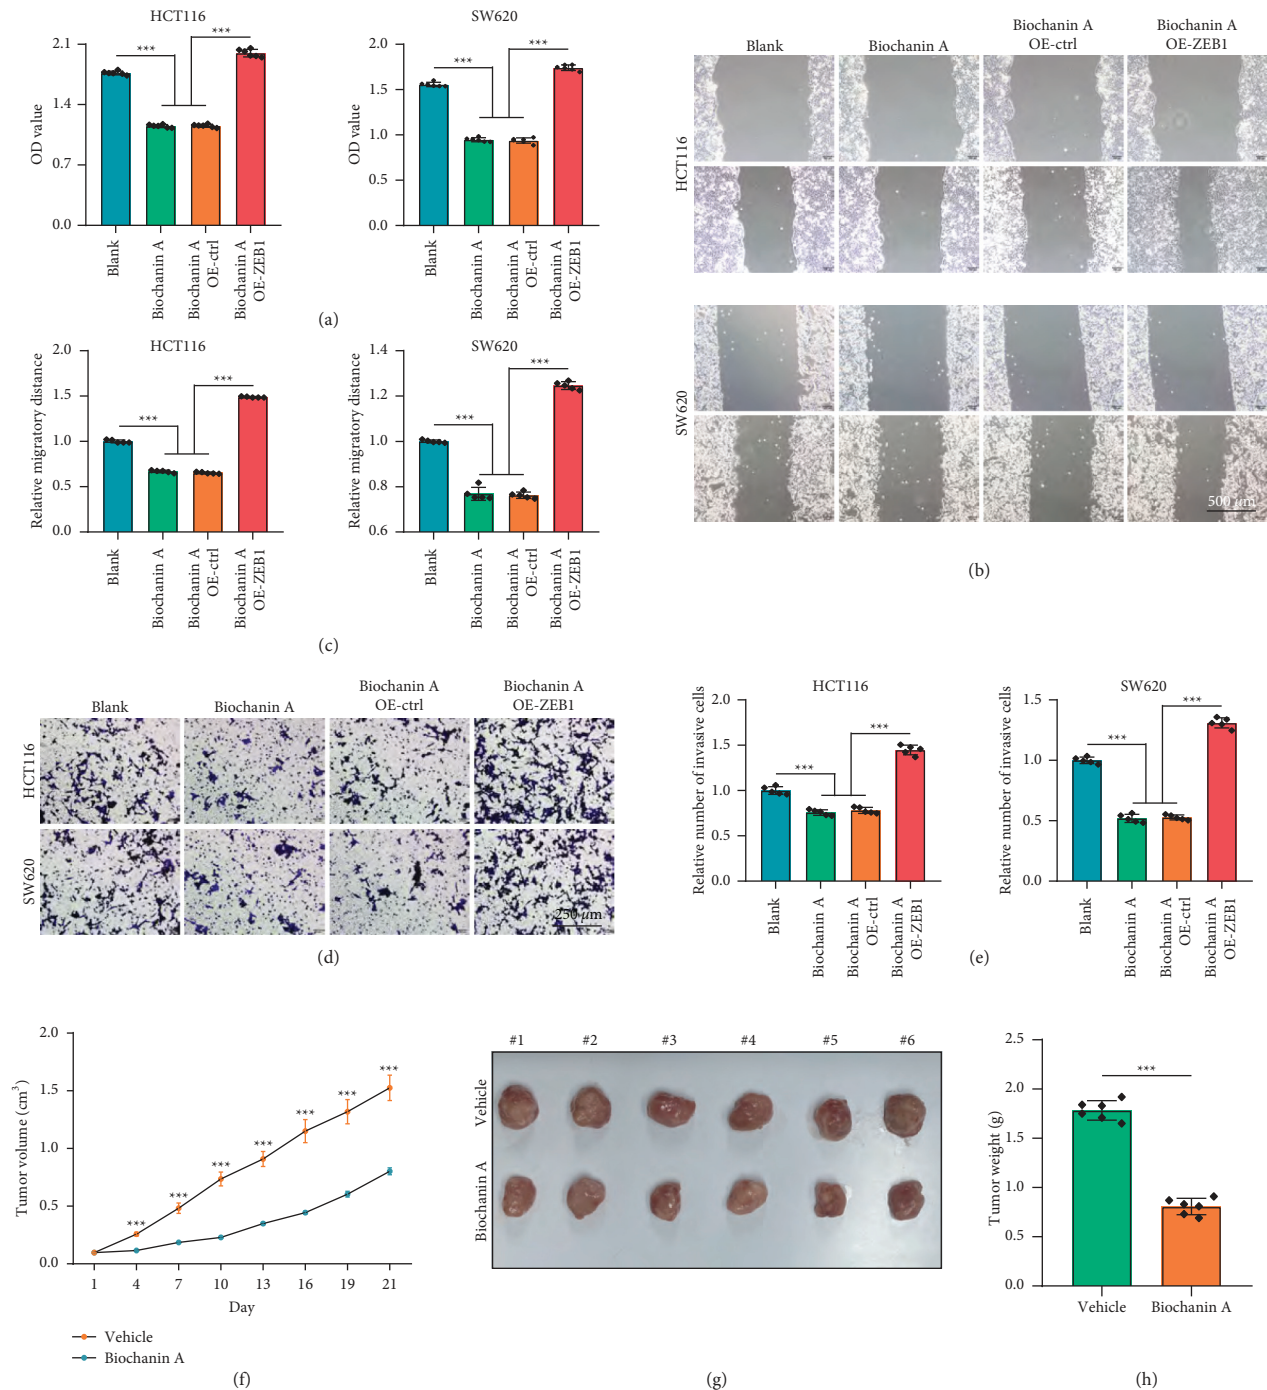 HCT116
OD value
2.1
1.4
0.7
0.0
***
***
Blank
Biochanin A
Biochanin A
OE-ctrl
Biochanin A
OE-ZEB1
SW620
OD value
2.0
1.5
1.0
0.5
0.0
***
***
Blank
Biochanin A
Biochanin A
OE-ctrl
Biochanin A
OE-ZEB1
(a)
Blank
Biochanin A
Biochanin A
OE-ctrl
Biochanin A
OE-ZEB1
HCT116
SW620
500 μm
(b)
HCT116
Relative migratory distance
2.0
1.5
1.0
0.5
0.0
***
***
Blank
Biochanin A
Biochanin A
OE-ctrl
Biochanin A
OE-ZEB1
SW620
Relative migratory distance
1.4
1.2
1.0
0.8
0.6
***
***
Blank
Biochanin A
Biochanin A
OE-ctrl
Biochanin A
OE-ZEB1
(c)
Blank
Biochanin A
Biochanin A
OE-ctrl
Biochanin A
OE-ZEB1
HCT116
SW620
250 μm
(d)
HCT116
Relative number of invasive cells
2.0
1.5
1.0
0.5
0.0
***
***
Blank
Biochanin A
Biochanin A
OE-ctrl
Biochanin A
OE-ZEB1
SW620
Relative number of invasive cells
1.5
1.0
0.5
0.0
***
***
Blank
Biochanin A
Biochanin A
OE-ctrl
Biochanin A
OE-ZEB1
(e)
Tumor volume (cm³)
2.0
1.5
1.0
0.5
0.0
***
***
***
***
***
***
***
1 4 7 10 13 16 19 21
Day
Vehicle
Biochanin A
(f)
#1 #2 #3 #4 #5 #6
Vehicle
Biochanin A
(g)
Tumor weight (g)
2.5
2.0
1.5
1.0
0.5
0.0
***
Vehicle
Biochanin A
(h)